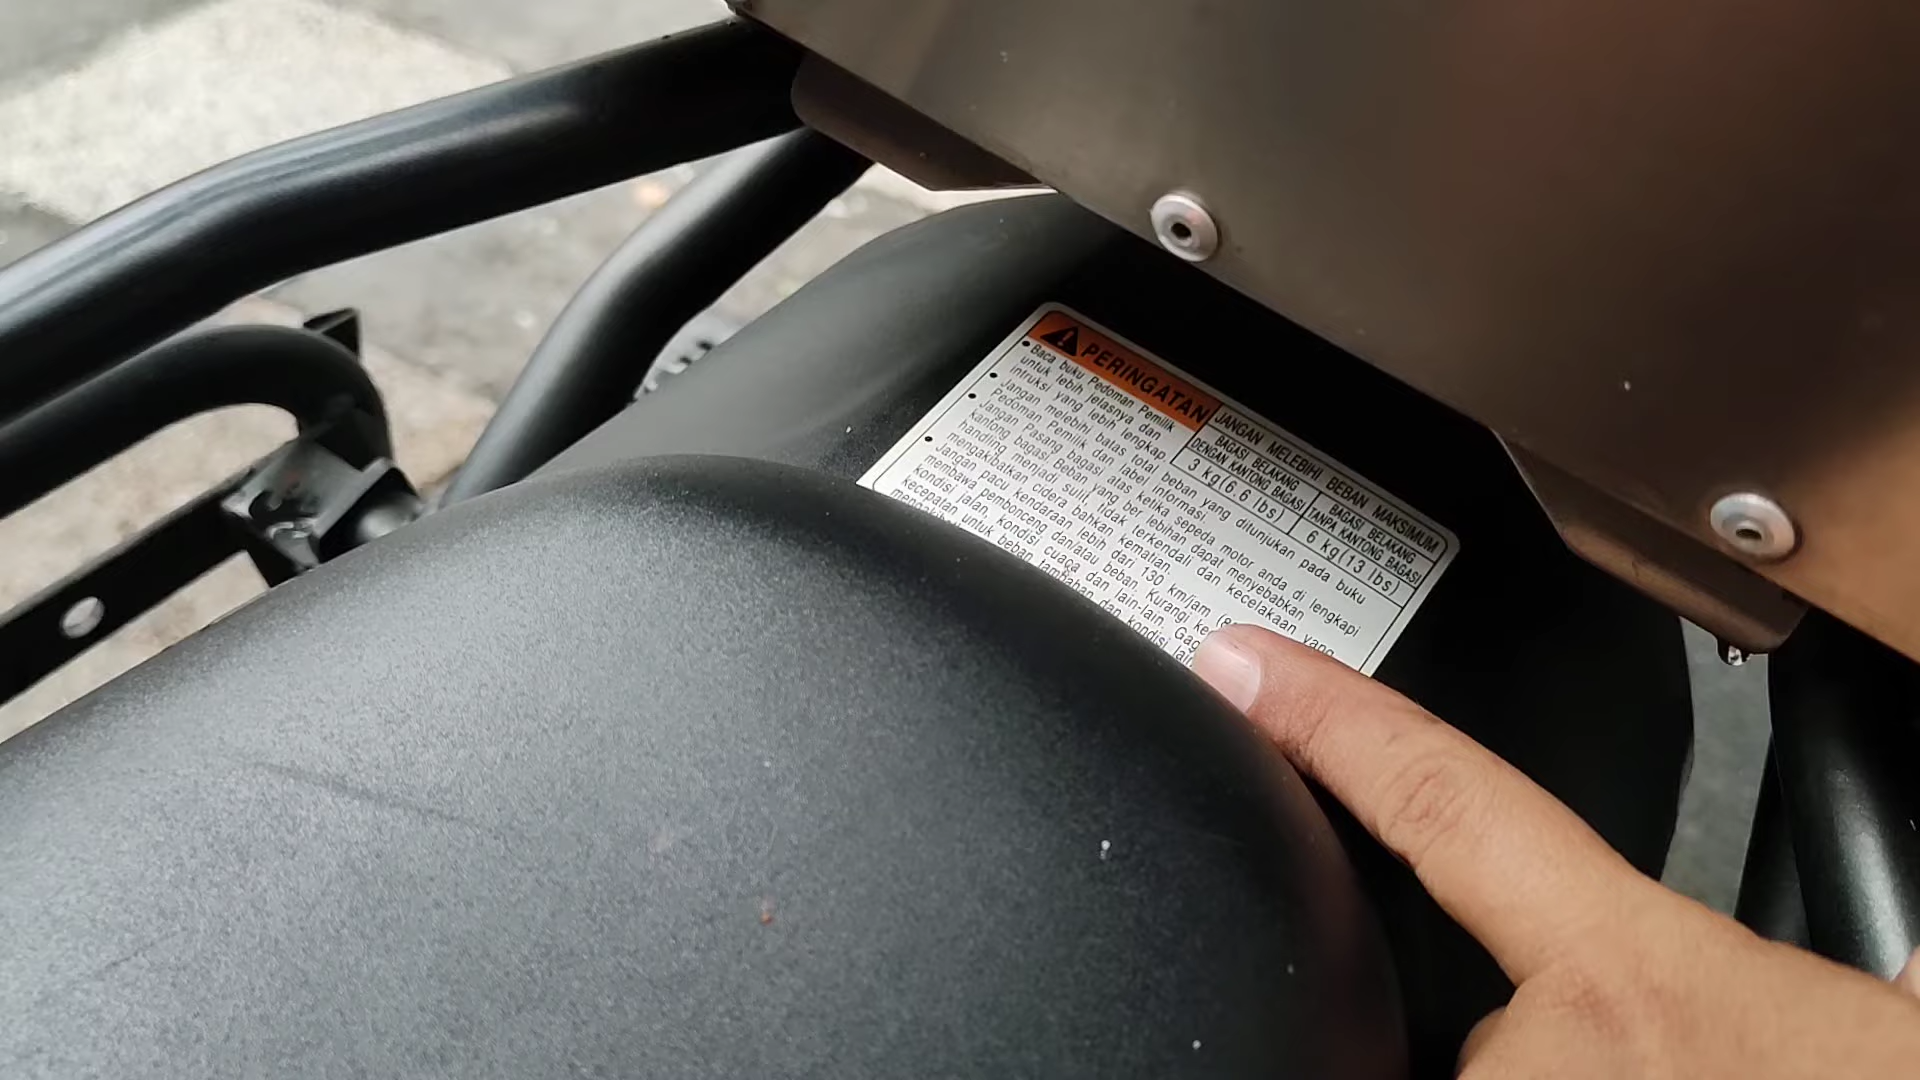 PERINGATAN
• Baca buku Pedoman Pemilik
untuk lebih jelasnya dan
intruksi yang lebih lengkap
• Jangan melebihi batas total beban yang ditunjukan pada buku
Pedoman Pemilik dan label informasi.
• Jangan Pasang bagasi atas ketika sepeda motor anda di lengkapi
kantong bagasi Beban yang ber lebihan dapat menyebabkan
handling menjadi sulit, tidak terkendali dan kecelakaan yang
mengakibatkan cidera bahkan kematian.
• Jangan pacu kendaraan lebih dari 130 km/jam
membawa pemboncengan dan/atau beban. Kurangi
kecepatan untuk beban tambahan dan kondisi
kondisi jalan, kondisi cuaca dan lain-lain.
JANGAN MELEBIHI BEBAN MAKSIMUM
BAGASI BELAKANG
DENGAN KANTONG BAGASI
3 kg(6.6 lbs)
BAGASI BELAKANG
TANPA KANTONG BAGASI
6 kg(13 lbs)